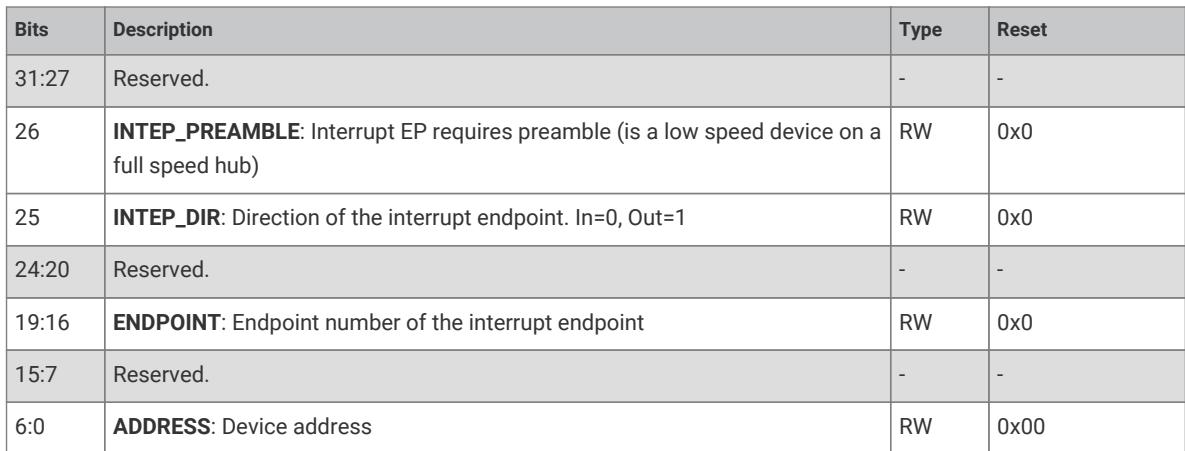 Bits Description Type Reset
31:27 Reserved. - -
26 INTEP_PREAMBLE: Interrupt EP requires preamble (is a low speed device on a RW 0x0
full speed hub)
25 INTEP_DIR: Direction of the interrupt endpoint. In=0, Out=1 RW 0x0
24:20 Reserved. - -
19:16 ENDPOINT: Endpoint number of the interrupt endpoint RW 0x0
15:7 Reserved. - -
6:0 ADDRESS: Device address RW 0x00